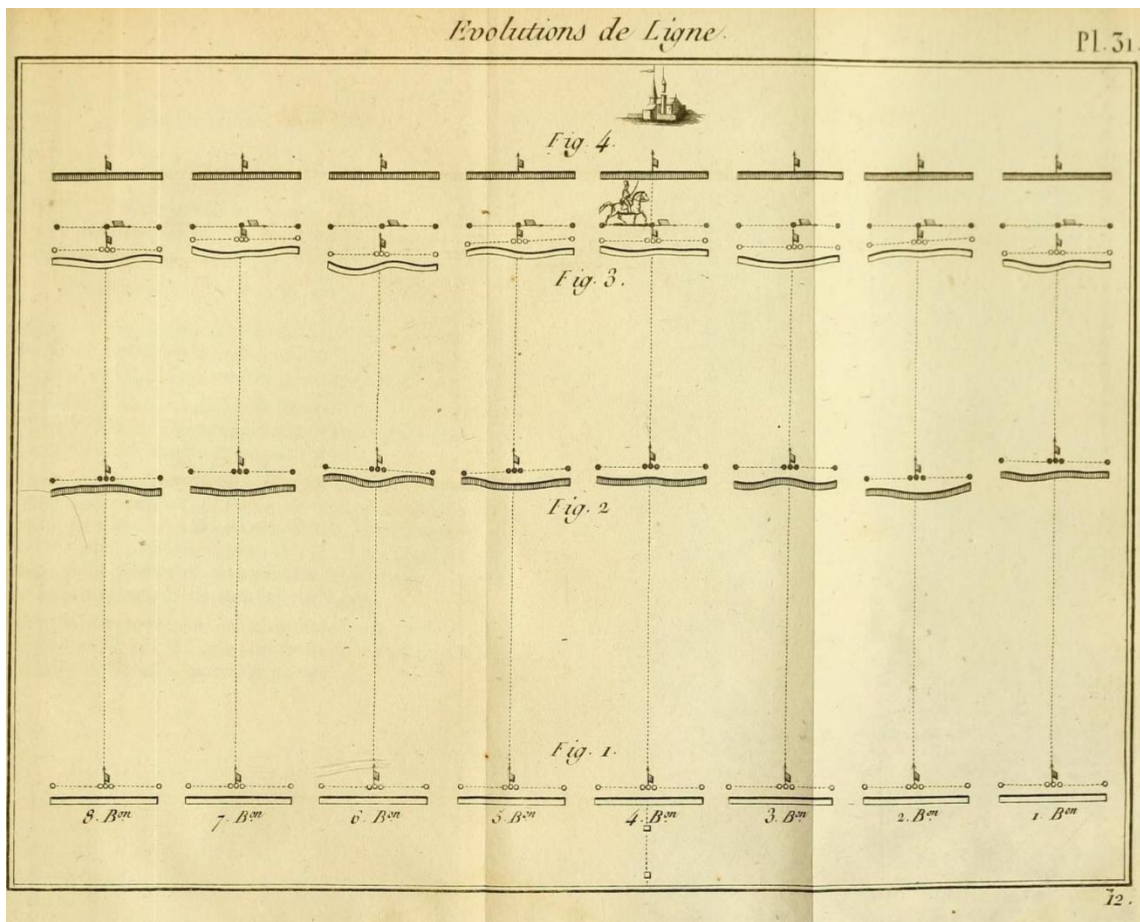 Evolutions de Ligne.
Pl. 31.
Fig. 4.
Fig. 3.
Fig. 2
Fig. 1.
8. Bon 7. Bon 6. Bon 5. Bon 4. Bon 3. Bon 2. Bon 1. Bon
12.